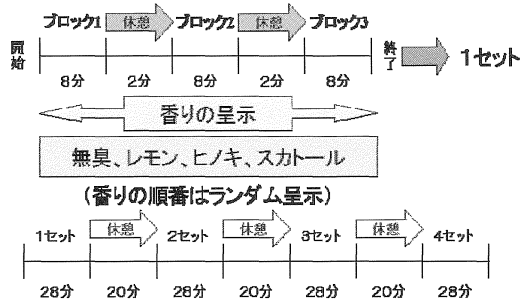 ブロック1 休憩 ブロック2 休憩 ブロック3
開始 終了 1セット
8分 2分 8分 2分 8分
香りの呈示
無臭、レモン、ヒノキ、スカトール
(香りの順番はランダム呈示)
1セット 休憩 2セット 休憩 3セット 休憩 4セット
28分 20分 28分 20分 28分 20分 28分